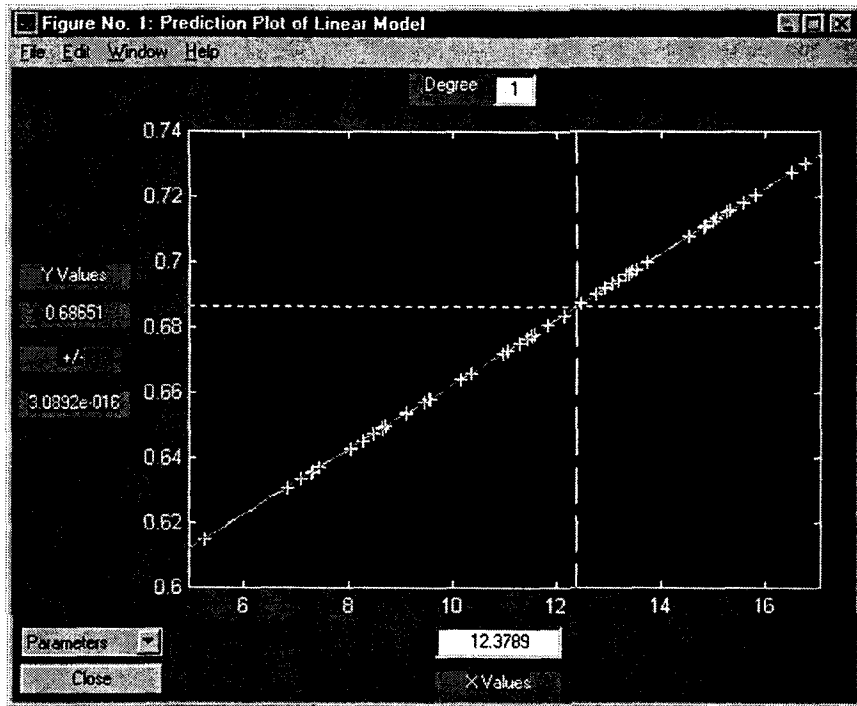 Figure No. 1: Prediction Plot of Linear Model
File Edit Window Help
Degree 1
0.74
0.72
0.7
0.68
0.66
0.64
0.62
0.6
Y Values
0.68651
+/-
3.0892e-016
6 8 10 12 14 16
Parameters
12.3789
Close
X Values